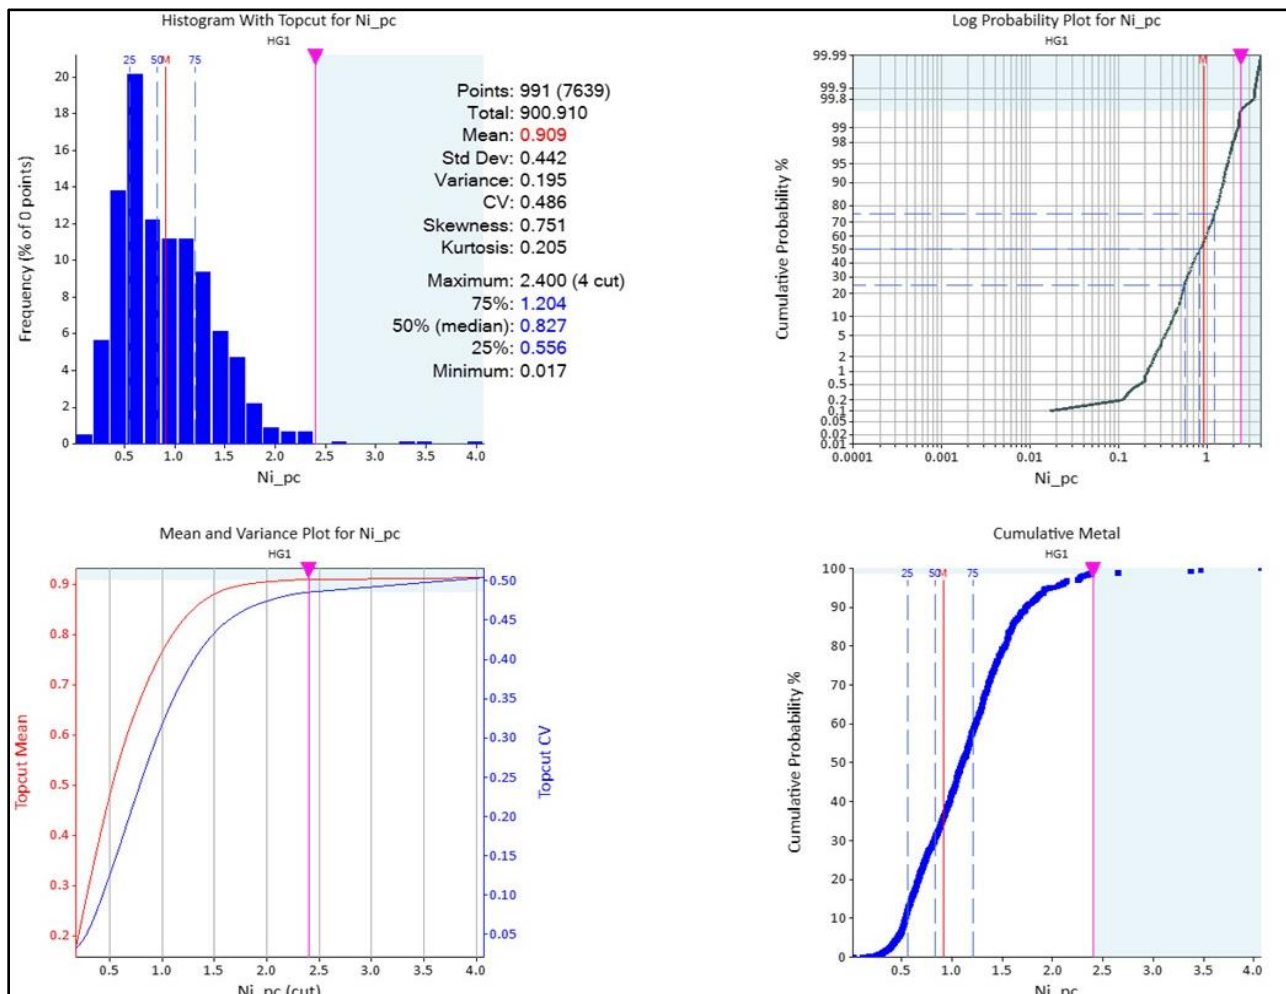 Histogram With Topcut for Ni_pc
HG1
25 50 M 75
20
18
16
14
12
10
8
6
4
2
0
Frequency (% of 0 points)
0.5 1.0 1.5 2.0 2.5 3.0 3.5 4.0
Ni_pc
Points: 991 (7639)
Total: 900.910
Mean: 0.909
Std Dev: 0.442
Variance: 0.195
CV: 0.486
Skewness: 0.751
Kurtosis: 0.205
Maximum: 2.400 (4 cut)
75%: 1.204
50% (median): 0.827
25%: 0.556
Minimum: 0.017
Log Probability Plot for Ni_pc
HG1
M
99.99
99.9
99.8
99
98
95
90
80
70
60
50
40
30
20
10
5
2
1
0.5
0.2
0.1
0.05
0.02
0.01
Cumulative Probability %
0.0001 0.001 0.01 0.1 1
Ni_pc
Mean and Variance Plot for Ni_pc
HG1
0.9
0.8
0.7
0.6
0.5
0.4
0.3
0.2
Topcut Mean
0.50
0.45
0.40
0.35
0.30
0.25
0.20
0.15
0.10
0.05
Topcut CV
0.5 1.0 1.5 2.0 2.5 3.0 3.5 4.0
Ni_pc (cut)
Cumulative Metal
HG1
25 50 M 75
100
90
80
70
60
50
40
30
20
10
0
Cumulative Probability %
0.5 1.0 1.5 2.0 2.5 3.0 3.5 4.0
Ni_pc